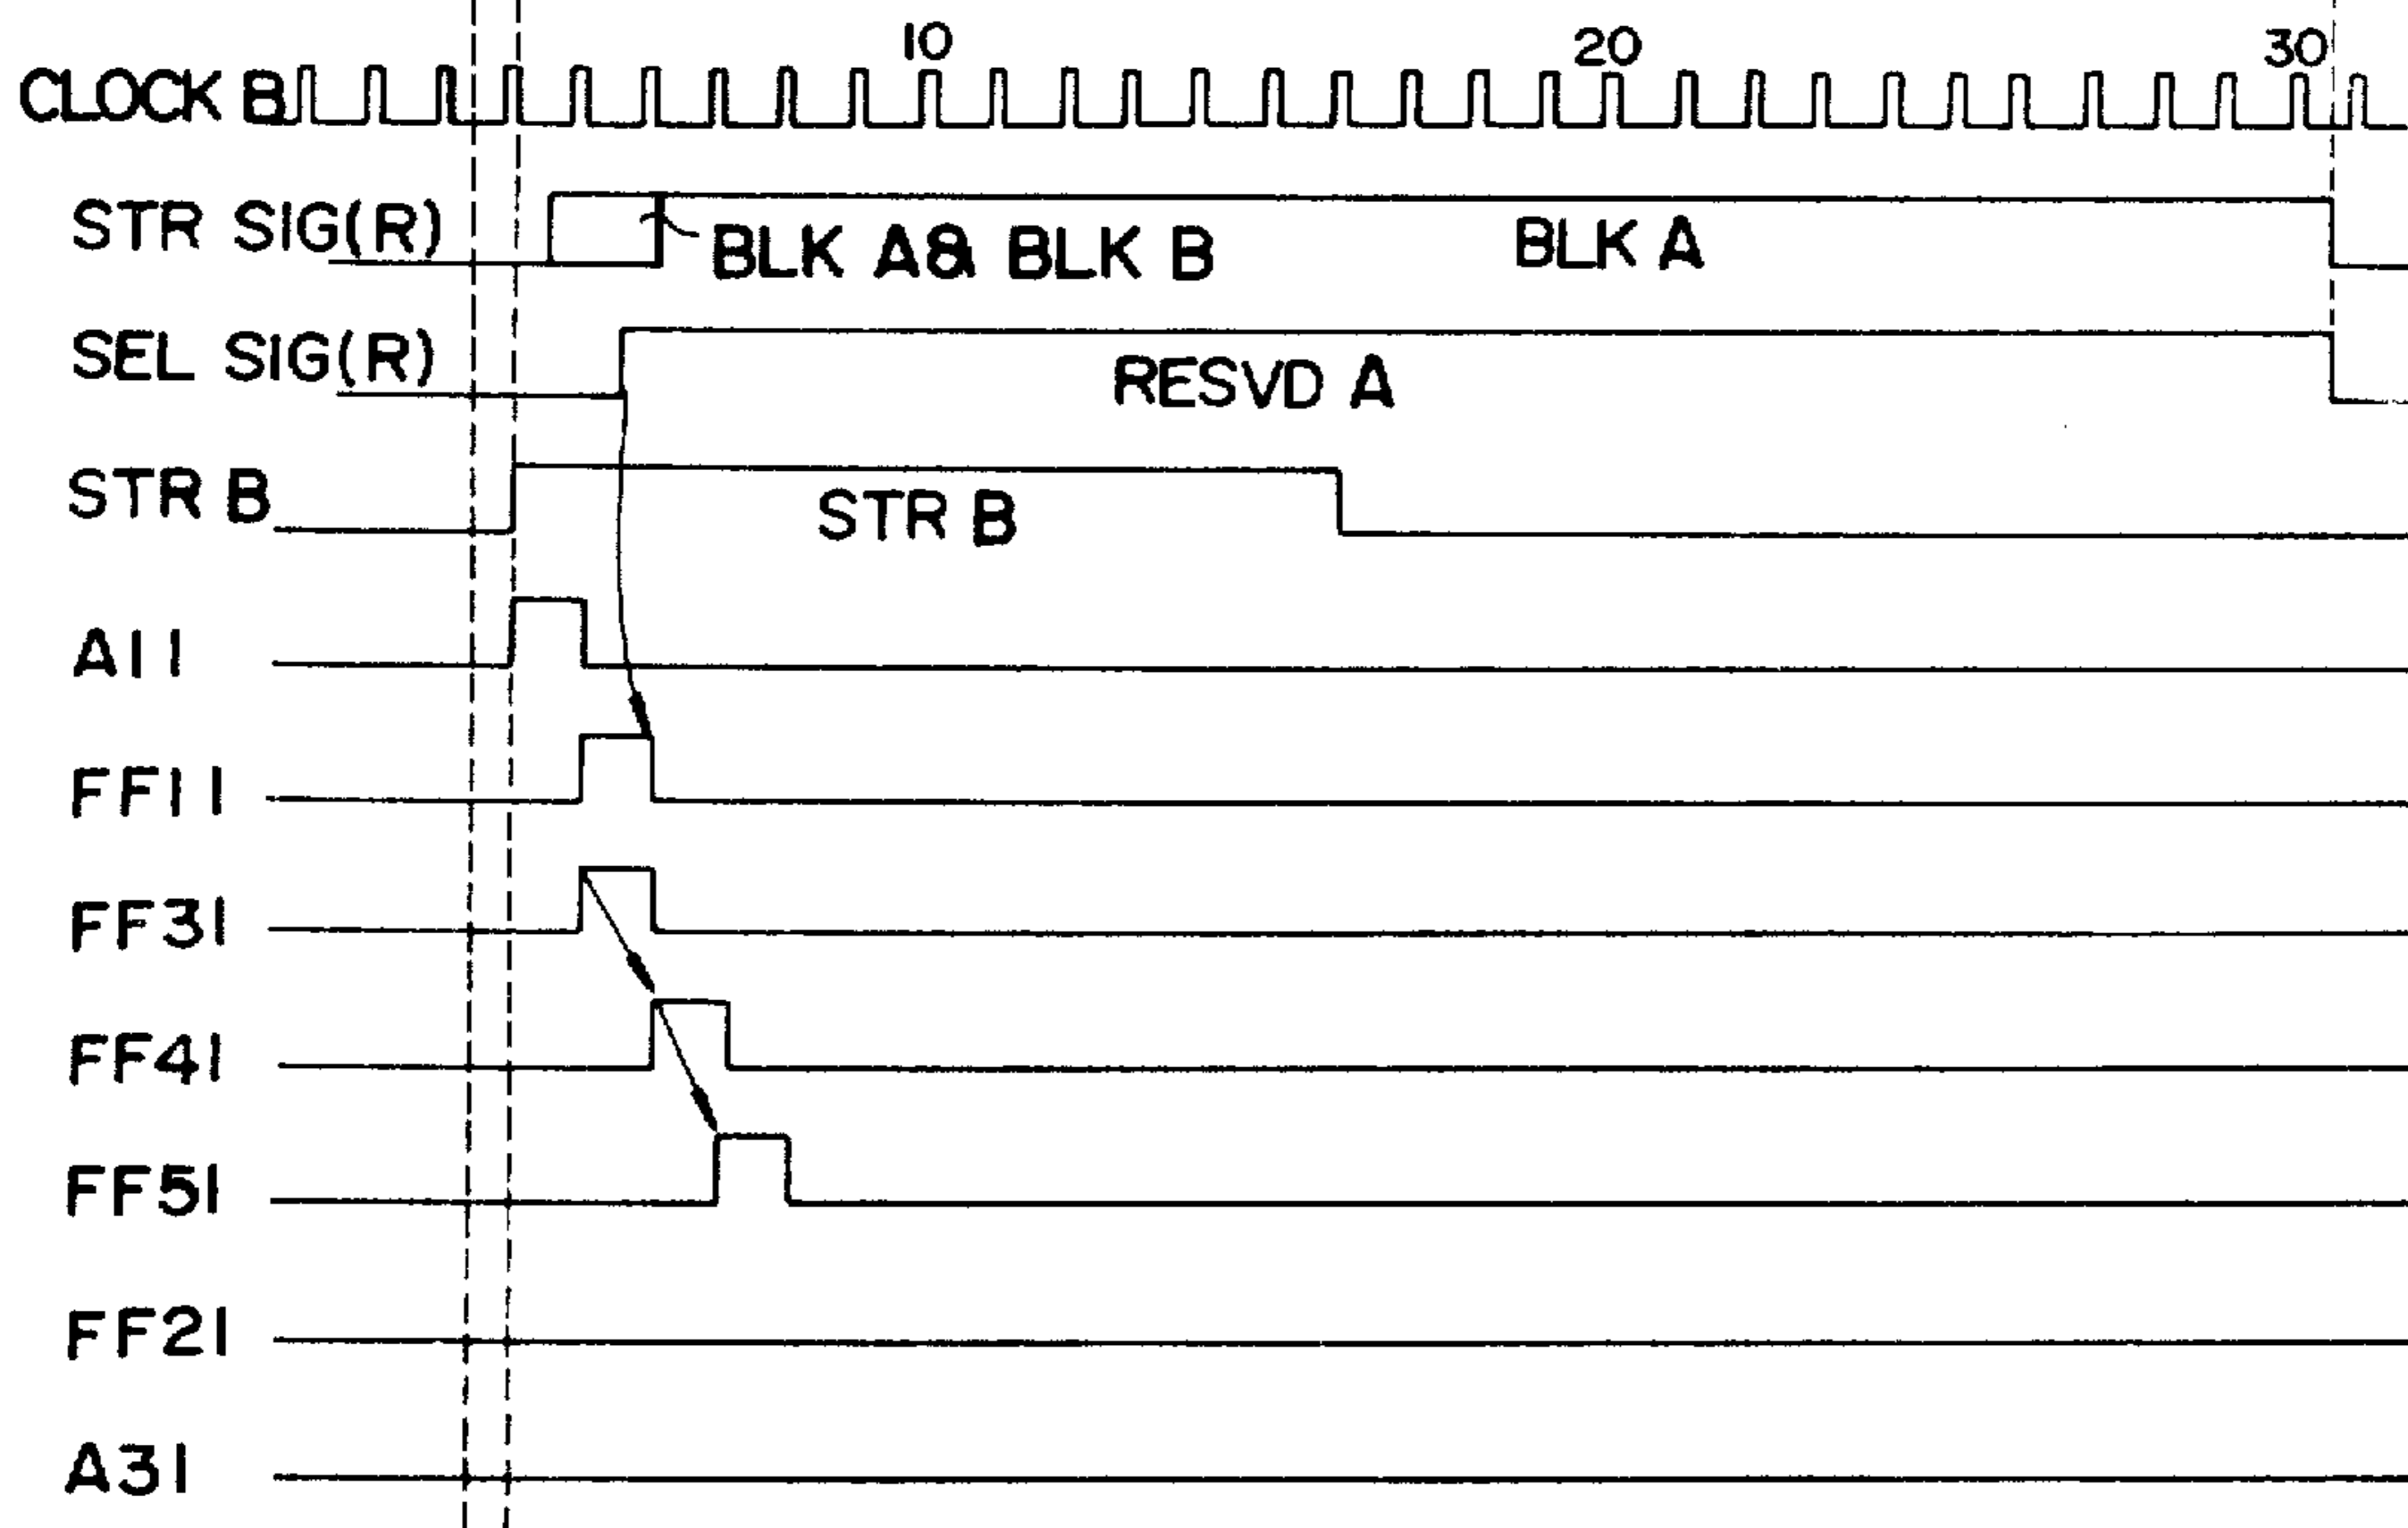 10 20 30
CLOCK B
STR SIG(R)
BLK A& BLK B
BLK A
SEL SIG(R)
RESVD A
STR B
STR B
A11
FF11
FF31
FF41
FF51
FF21
A31